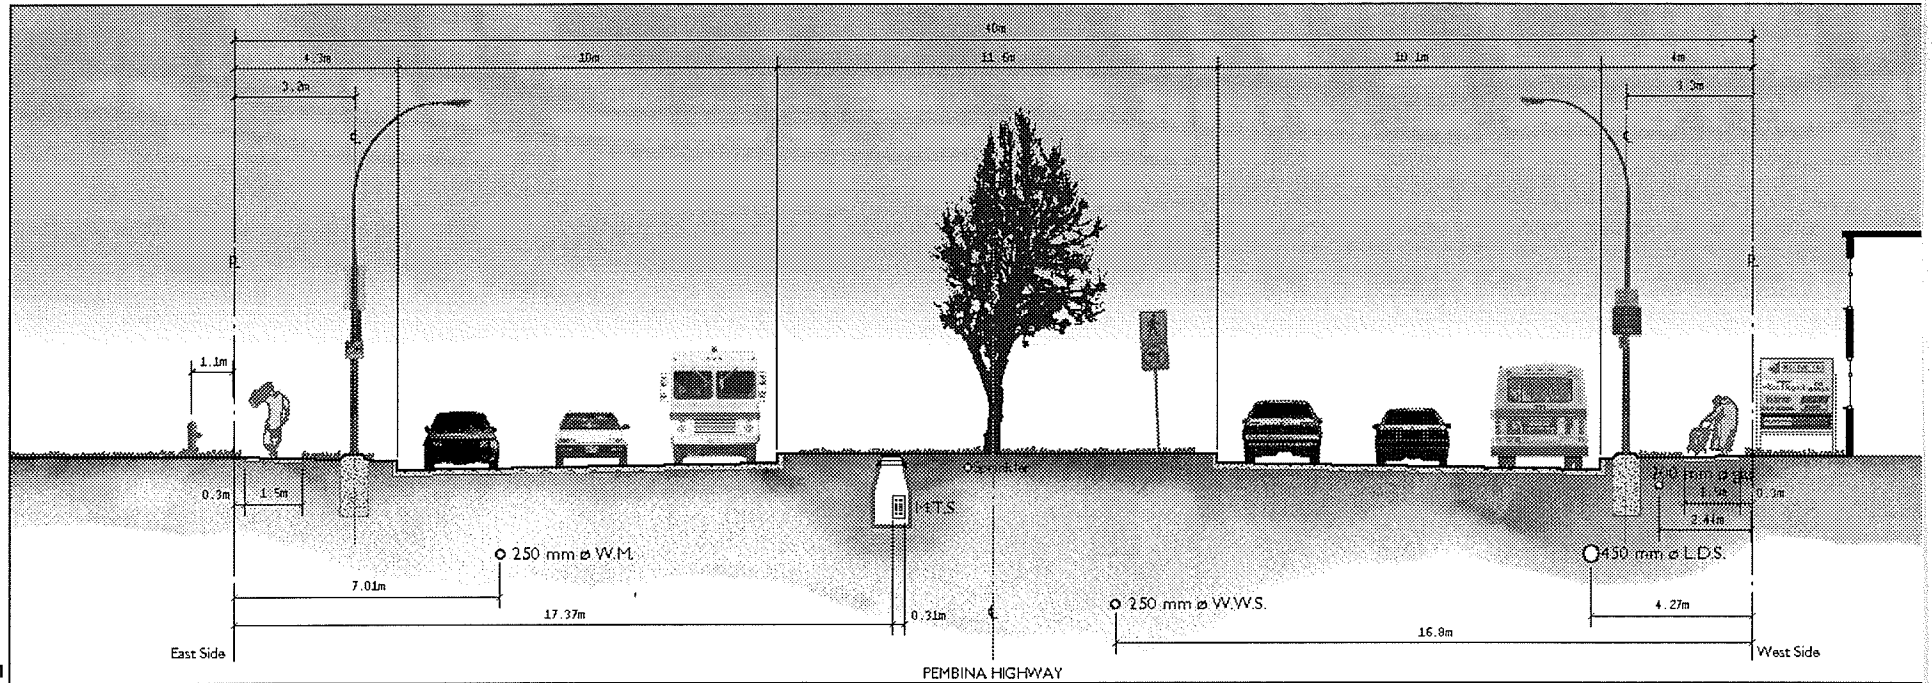 40m
4.3m 10m 11.6m 10.1m 4m
3.2m 3.3m
1.1m
0.3m 1.5m
M.T.S.
0.3m
2.41m
250 mm ø W.M.
450 mm ø L.D.S.
7.01m
17.37m
0.31m
250 mm ø W.W.S.
4.27m
16.8m
East Side
West Side
PEMBINA HIGHWAY